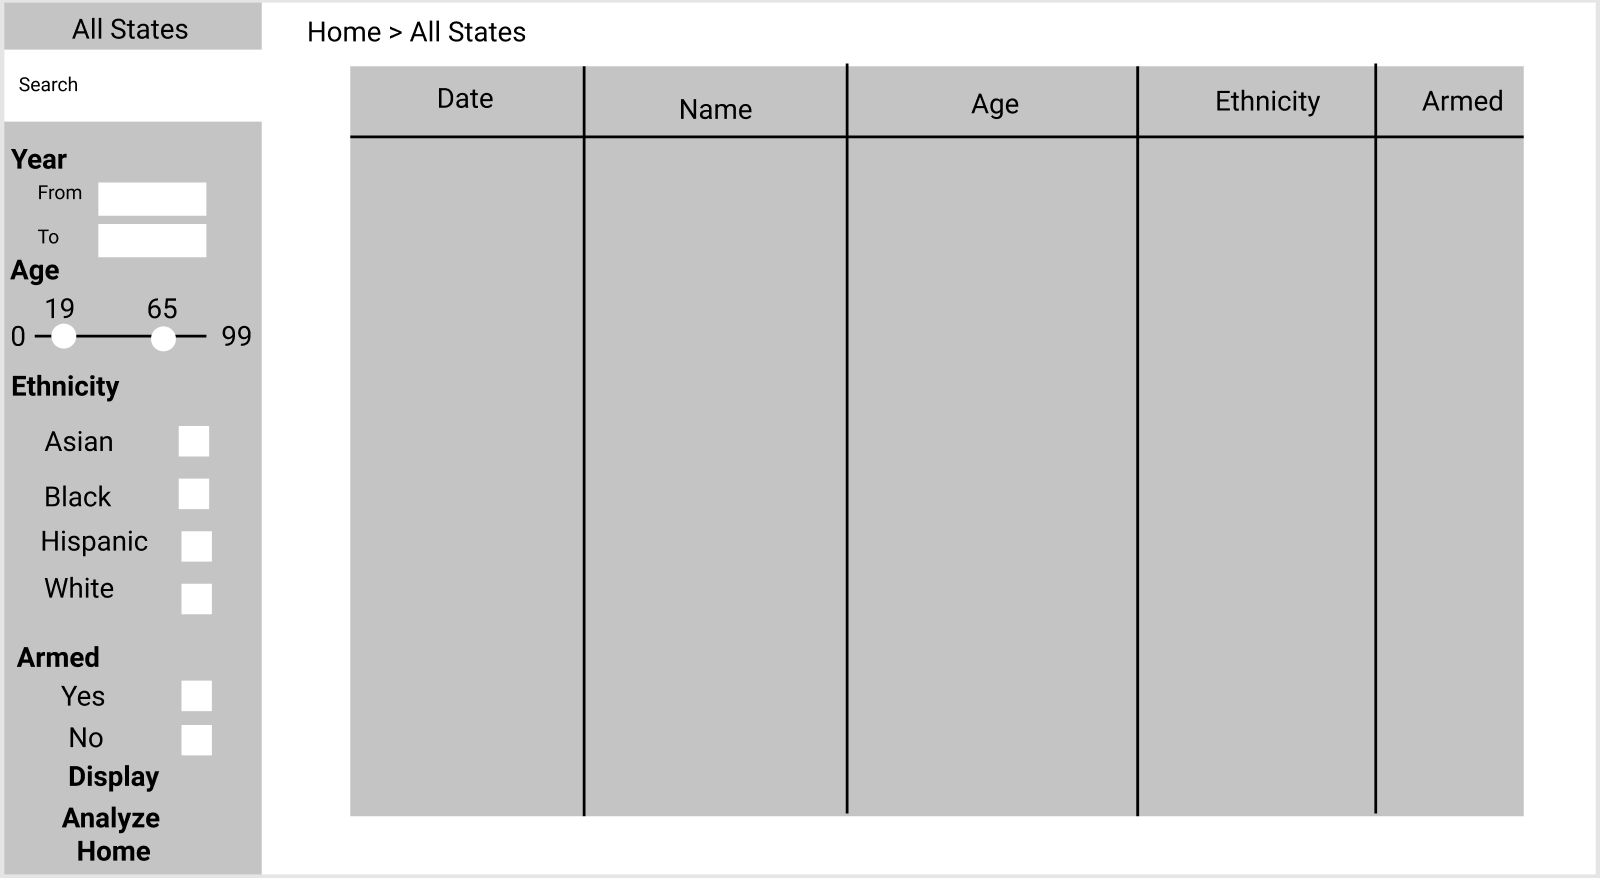 All States
Search
Year
From
To
Age
19 65
0 99
Ethnicity
Asian
Black
Hispanic
White
Armed
Yes
No
Display
Analyze
Home
Home > All States
Date Name Age Ethnicity Armed